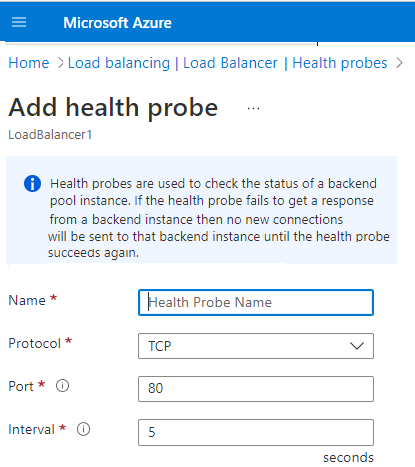 Microsoft Azure
Home > Load balancing | Load Balancer | Health probes >
Add health probe ...
LoadBalancer1
Health probes are used to check the status of a backend
pool instance. If the health probe fails to get a response
from a backend instance then no new connections
will be sent to that backend instance until the health probe
succeeds again.
Name *
Health Probe Name
Protocol *
TCP
Port *
80
Interval *
5
seconds